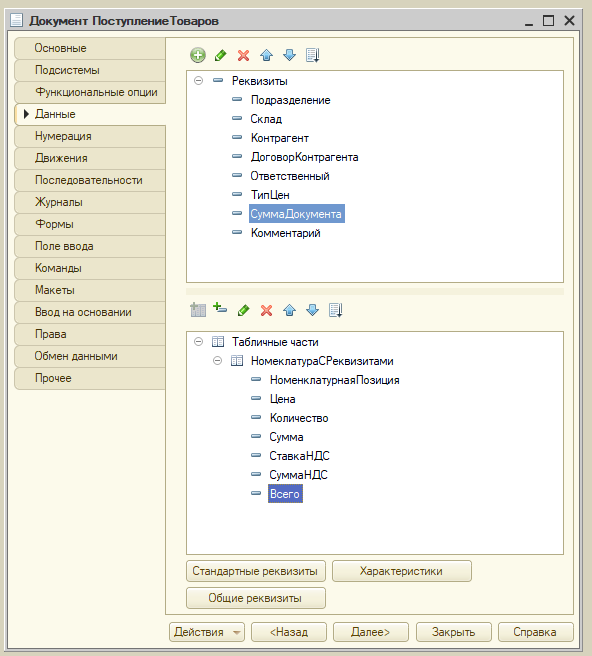 Документ ПоступлениеТоваров
Основные
Подсистемы
Функциональные опции
Данные
Нумерация
Движения
Последовательности
Журналы
Формы
Поле ввода
Команды
Макеты
Ввод на основании
Права
Обмен данными
Прочее
Реквизиты
Подразделение
Склад
Контрагент
ДоговорКонтрагента
Ответственный
ТипЦен
СуммаДокумента
Комментарий
Табличные части
НомеклатураСРеквизитами
НоменклатурнаяПозиция
Цена
Количество
Сумма
СтавкаНДС
СуммаНДС
Всего
Стандартные реквизиты
Характеристики
Общие реквизиты
Действия
<Назад
Далее>
Закрыть
Справка